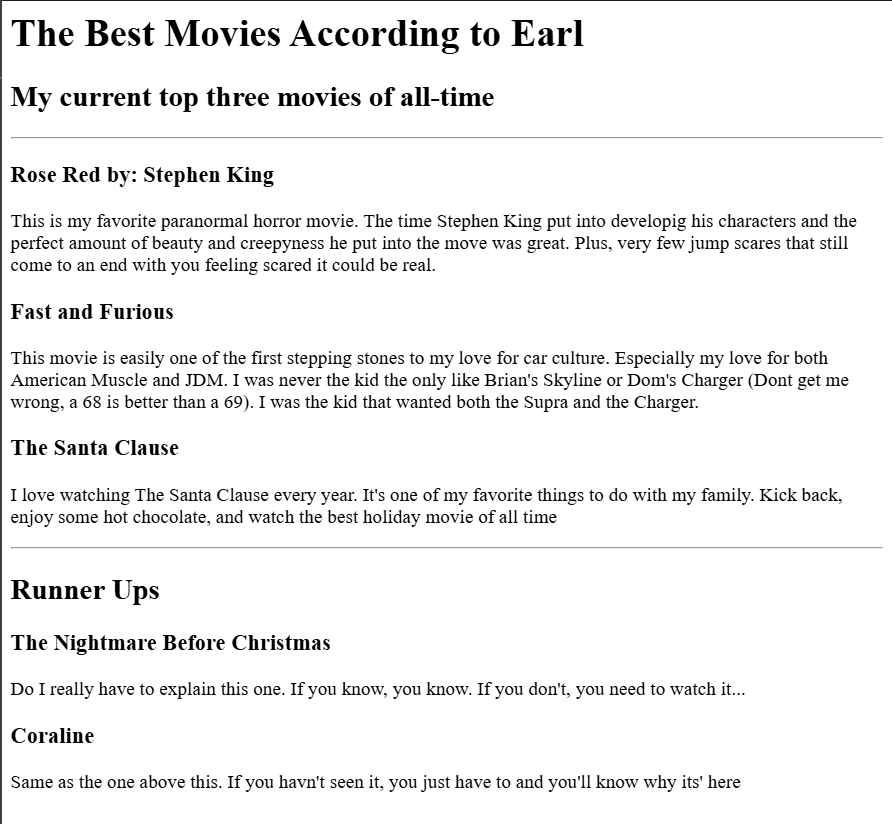 The Best Movies According to Earl
My current top three movies of all-time
Rose Red by: Stephen King
This is my favorite paranormal horror movie. The time Stephen King put into developig his characters and the
perfect amount of beauty and creepyness he put into the move was great. Plus, very few jump scares that still
come to an end with you feeling scared it could be real.
Fast and Furious
This movie is easily one of the first stepping stones to my love for car culture. Especially my love for both
American Muscle and JDM. I was never the kid the only like Brian's Skyline or Dom's Charger (Dont get me
wrong, a 68 is better than a 69). I was the kid that wanted both the Supra and the Charger.
The Santa Clause
I love watching The Santa Clause every year. It's one of my favorite things to do with my family. Kick back,
enjoy some hot chocolate, and watch the best holiday movie of all time
Runner Ups
The Nightmare Before Christmas
Do I really have to explain this one. If you know, you know. If you don't, you need to watch it...
Coraline
Same as the one above this. If you havn't seen it, you just have to and you'll know why its' here